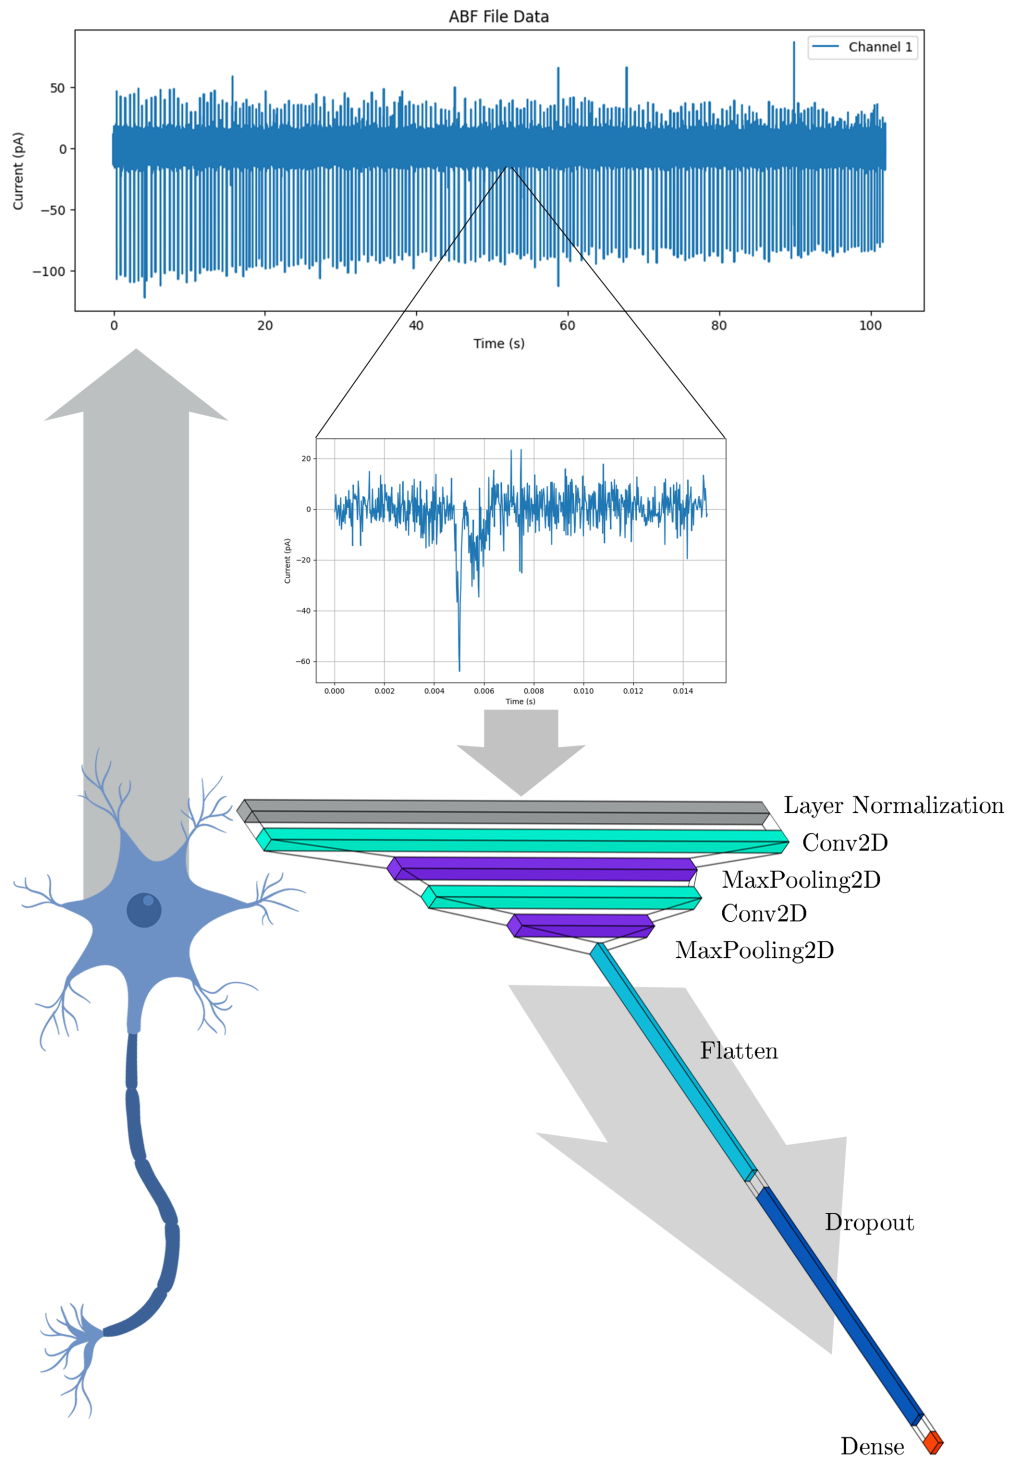 ABF File Data
Channel 1
Current (pA)
50
0
−50
−100
0 20 40 60 80 100
Time (s)
Current (pA)
20
0
−20
−40
−60
0.000 0.002 0.004 0.006 0.008 0.010 0.012 0.014
Time (s)
Layer Normalization
Conv2D
MaxPooling2D
Conv2D
MaxPooling2D
Flatten
Dropout
Dense